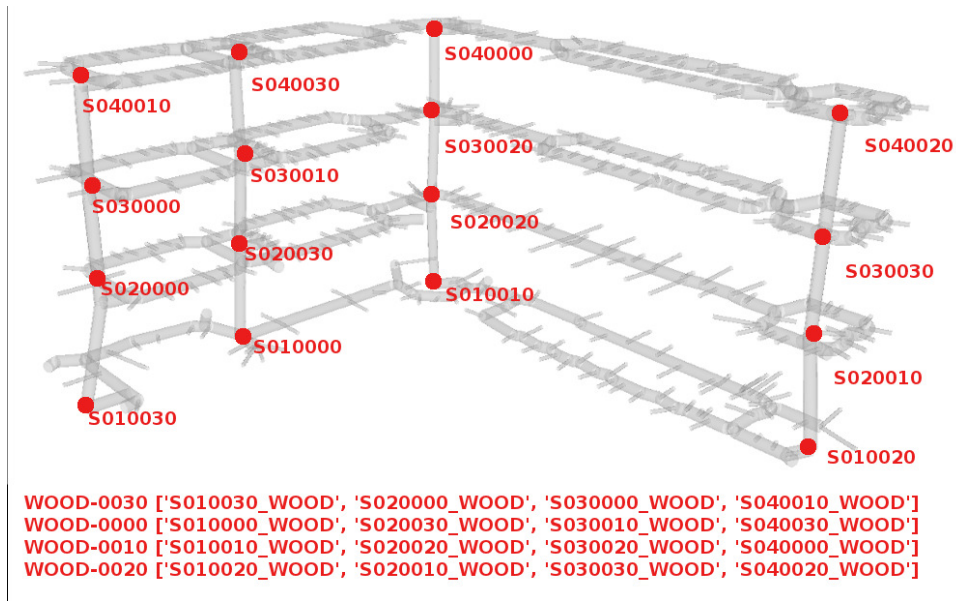 S040000
S040030
S040010
S040020
S030020
S030010
S030000
S020020
S030030
S020030
S020000
S010010
S010000
S020010
S010030
S010020
WOOD-0030 ['S010030_WOOD', 'S020000_WOOD', 'S030000_WOOD', 'S040010_WOOD']
WOOD-0000 ['S010000_WOOD', 'S020030_WOOD', 'S030010_WOOD', 'S040030_WOOD']
WOOD-0010 ['S010010_WOOD', 'S020020_WOOD', 'S030020_WOOD', 'S040000_WOOD']
WOOD-0020 ['S010020_WOOD', 'S020010_WOOD', 'S030030_WOOD', 'S040020_WOOD']